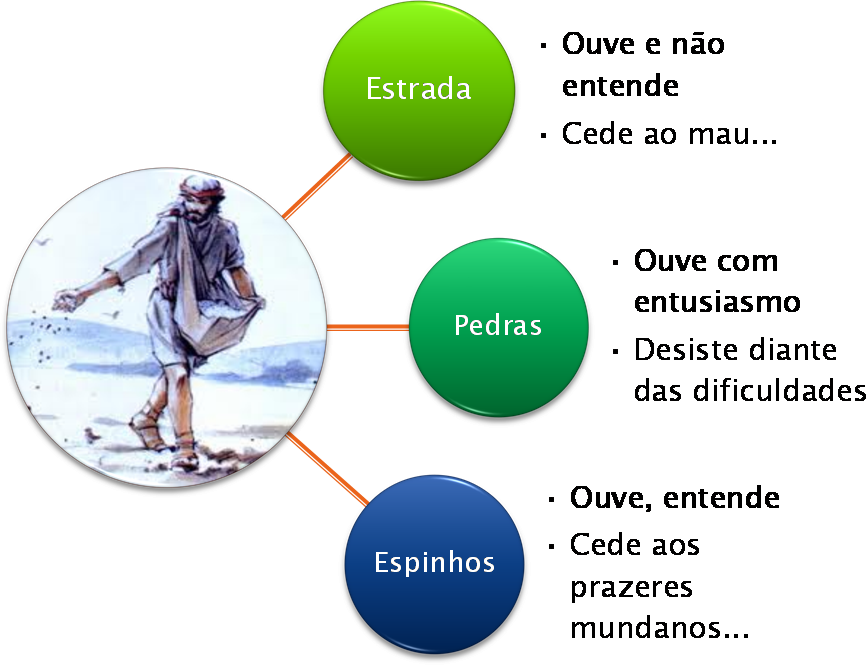 Estrada
· Ouve e não
entende
· Cede ao mau...
Pedras
· Ouve com
entusiasmo
· Desiste diante
das dificuldades
Espinhos
· Ouve, entende
· Cede aos
prazeres
mundanos...